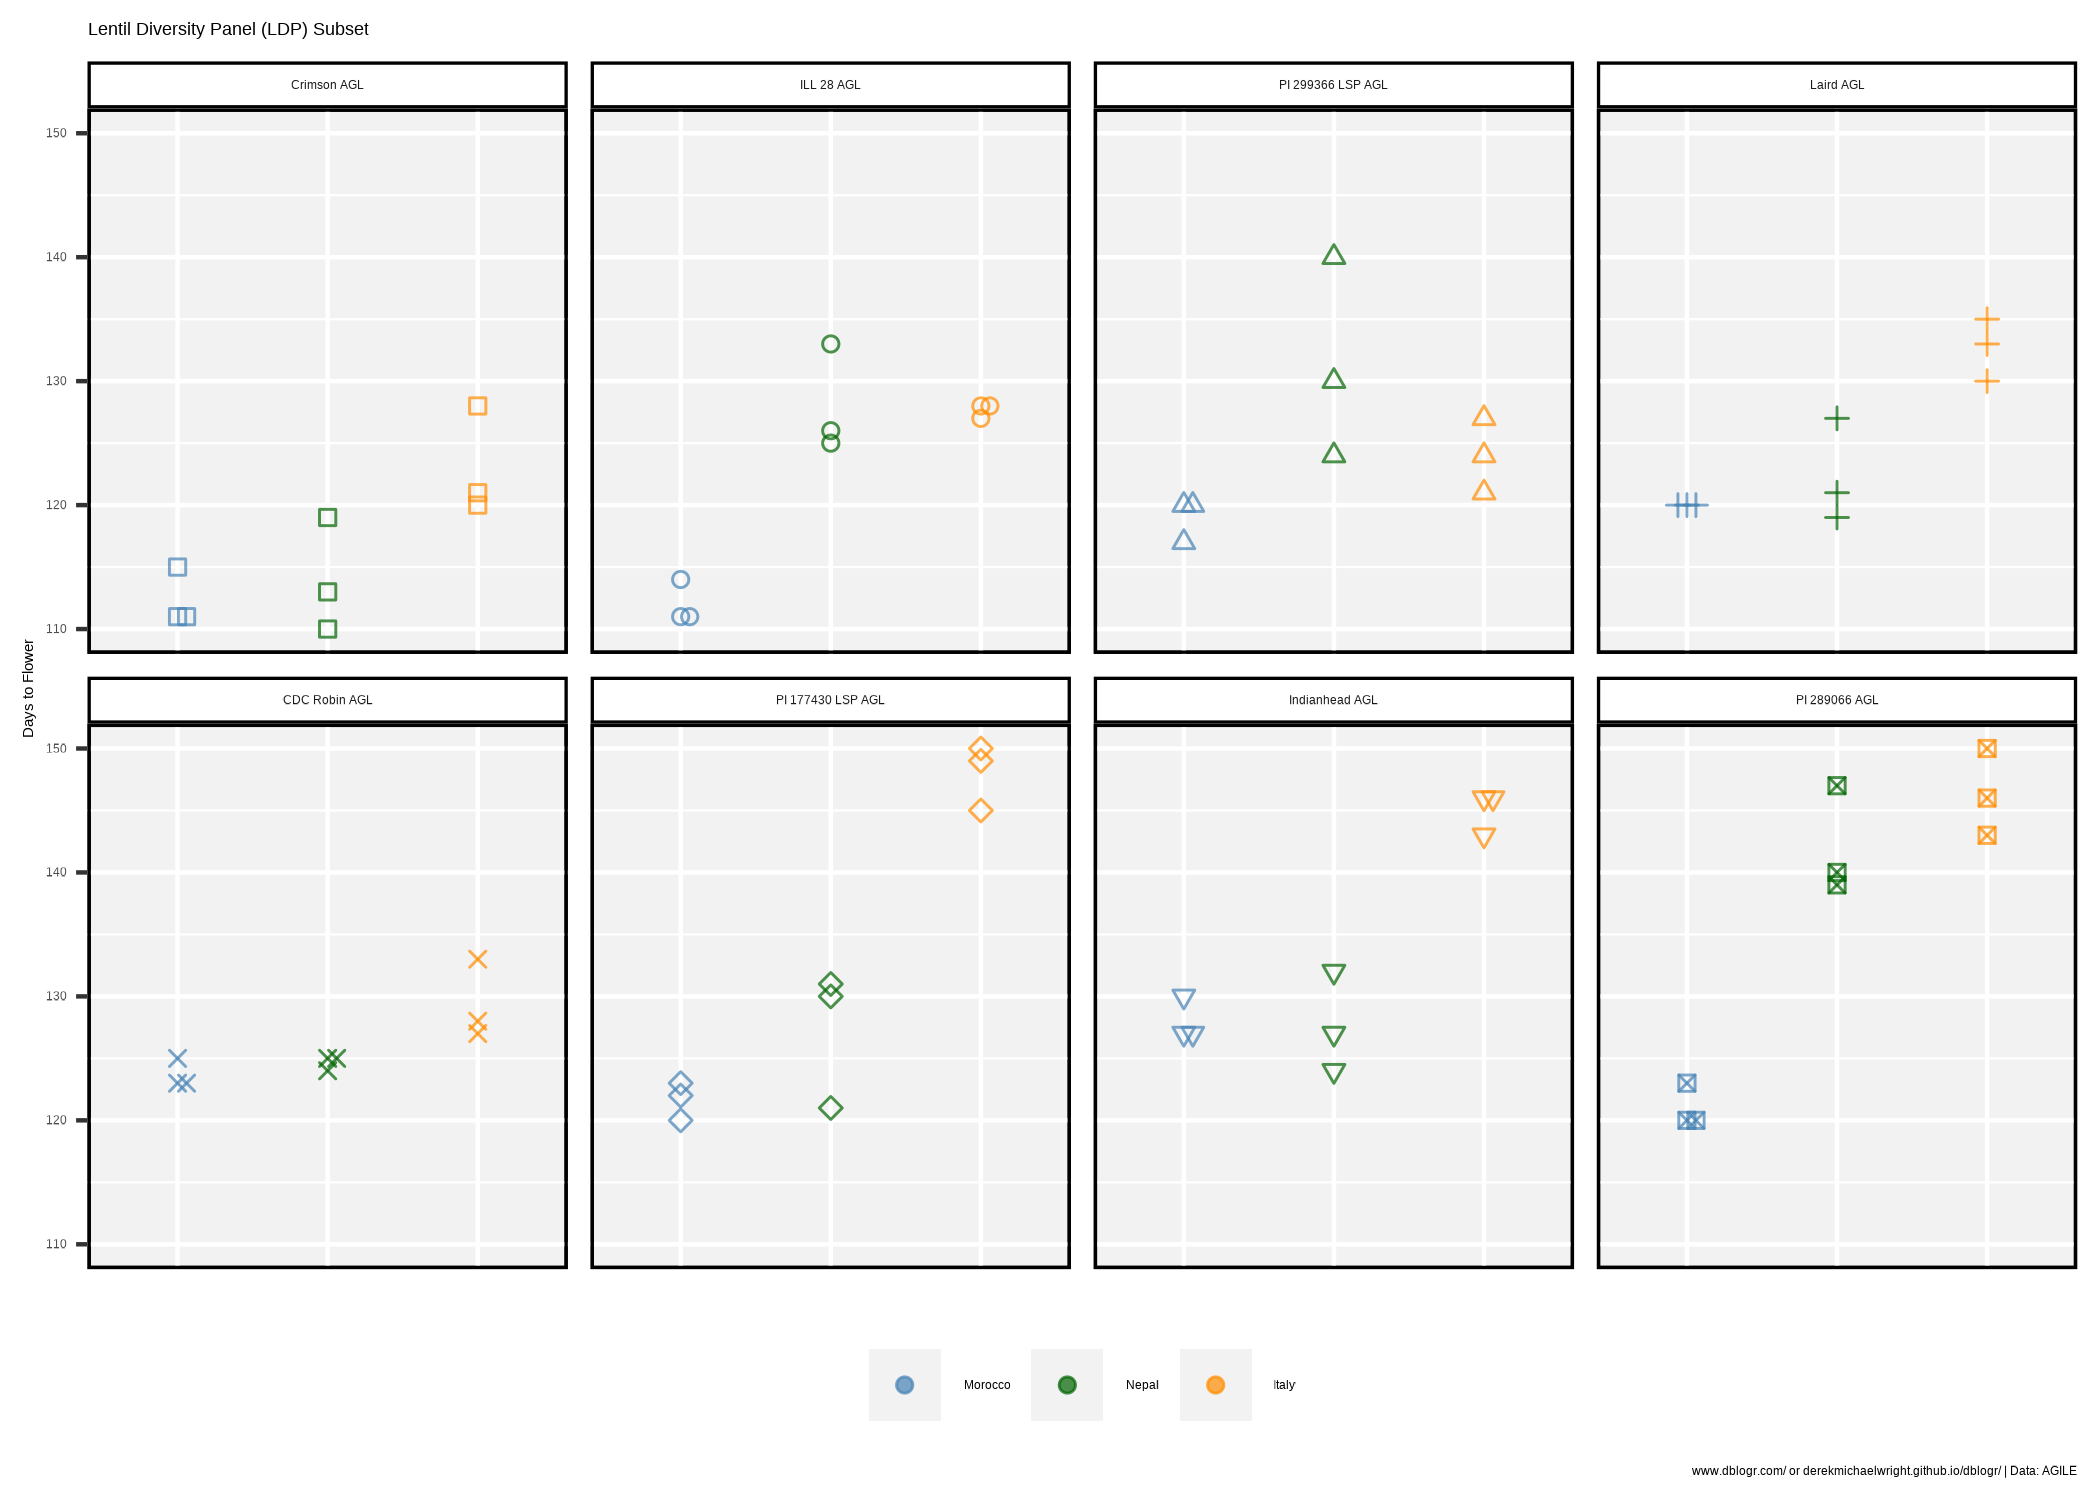 Lentil Diversity Panel (LDP) Subset
Crimson AGL
ILL 28 AGL
PI 299366 LSP AGL
Laird AGL
150
140
130
120
110
Days to Flower
CDC Robin AGL
PI 177430 LSP AGL
Indianhead AGL
PI 289066 AGL
150
140
130
120
110
Morocco
Nepal
Italy
www.dblogr.com/ or derekmichaelwright.github.io/dblogr/ | Data: AGILE